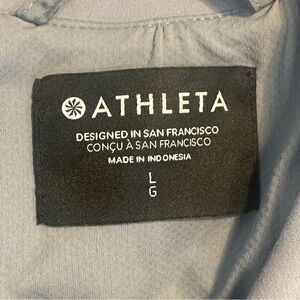 ATHLETA
DESIGNED IN SAN FRANCISCO
CONÇU À SAN FRANCISCO
MADE IN INDONESIA
L
G